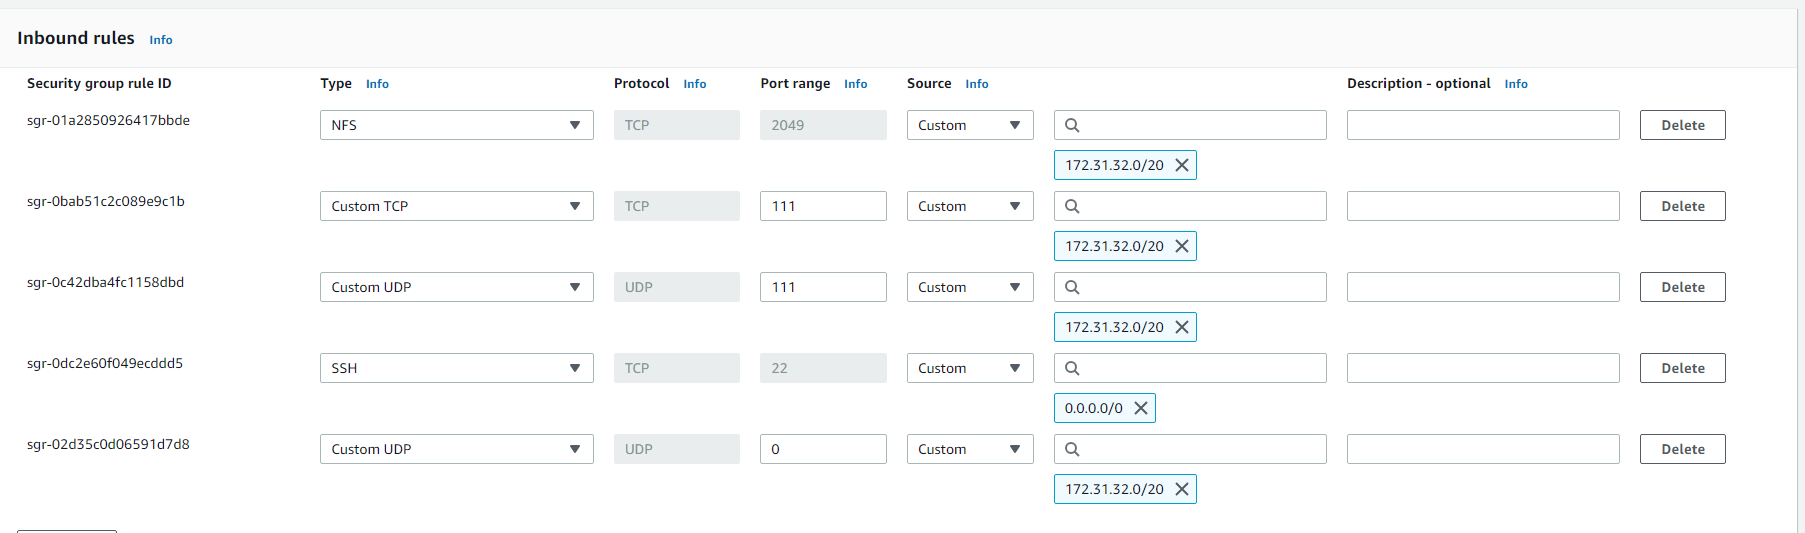 Inbound rules Info
Security group rule ID Type Info Protocol Info Port range Info Source Info Description - optional Info
sgr-01a2850926417bbde NFS TCP 2049 Custom Delete
172.31.32.0/20
sgr-0bab51c2c089e9c1b Custom TCP TCP 111 Custom Delete
172.31.32.0/20
sgr-0c42dba4fc1158dbd Custom UDP UDP 111 Custom Delete
172.31.32.0/20
sgr-0dc2e60f049ecddd5 SSH TCP 22 Custom Delete
0.0.0.0/0
sgr-02d35c0d06591d7d8 Custom UDP UDP 0 Custom Delete
172.31.32.0/20